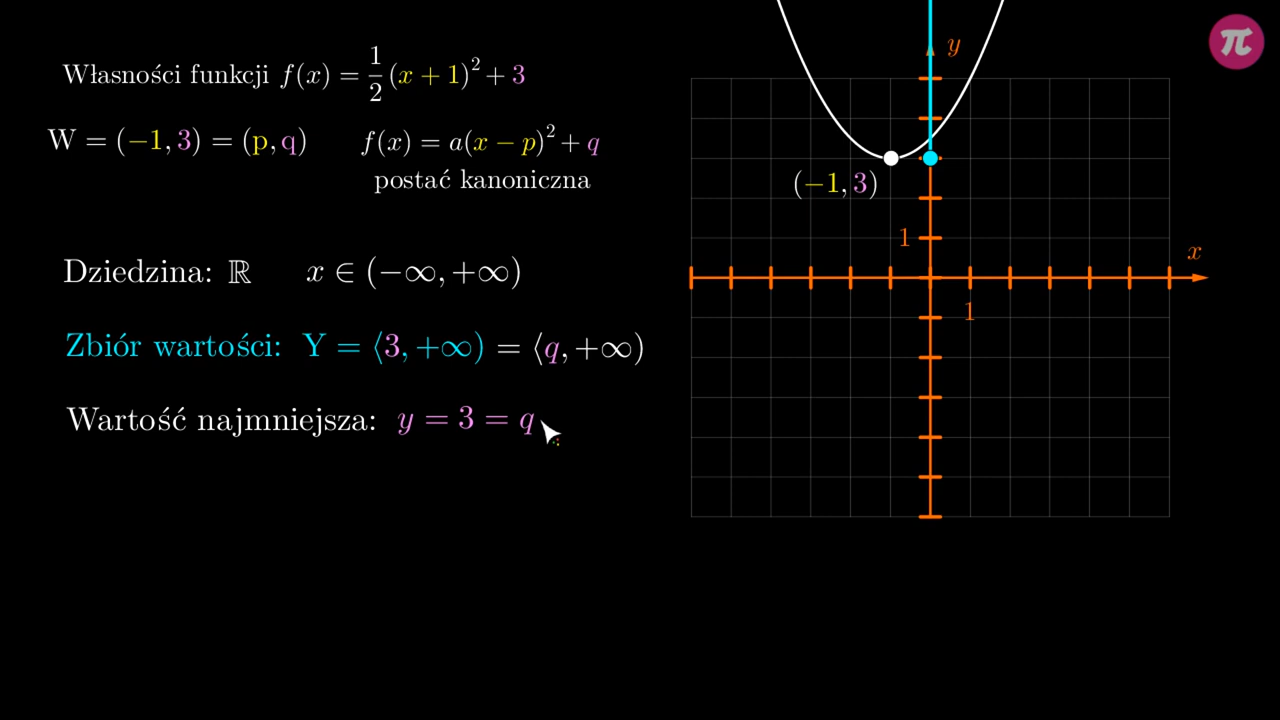 Własności funkcji f(x) = 1/2 (x + 1)² + 3
W = (−1, 3) = (p, q)
f(x) = a(x − p)² + q
postać kanoniczna
Dziedzina: ℝ x ∈ (−∞, +∞)
Zbiór wartości: Y = ⟨3, +∞) = ⟨q, +∞)
Wartość najmniejsza: y = 3 = q
π
y
(−1, 3)
1
x
1